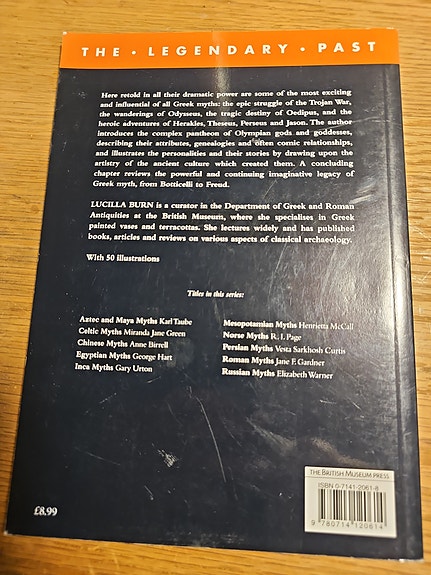 THE · LEGENDARY · PAST
Here retold in all their dramatic power are some of the most exciting
and influential of all Greek myths: the epic struggle of the Trojan War,
the wanderings of Odysseus, the tragic destiny of Oedipus, and the
heroic adventures of Herakles, Theseus, Perseus and Jason. The author
introduces the complex pantheon of Olympian gods and goddesses,
describing their attributes, genealogies and often comic relationships,
and illustrates the personalities and their stories by drawing upon the
artistry of the ancient culture which created them. A concluding
chapter reviews the powerful and continuing imaginative legacy of
Greek myth, from Botticelli to Freud.
LUCILLA BURN is a curator in the Department of Greek and Roman
Antiquities at the British Museum, where she specialises in Greek
painted vases and terracottas. She lectures widely and has published
books, articles and reviews on various aspects of classical archaeology.
With 50 illustrations
Titles in this series:
Aztec and Maya Myths Karl Taube
Celtic Myths Miranda Jane Green
Chinese Myths Anne Birrell
Egyptian Myths George Hart
Inca Myths Gary Urton
Mesopotamian Myths Henrietta McCall
Norse Myths R. I. Page
Persian Myths Vesta Sarkhosh Curtis
Roman Myths Jane F. Gardner
Russian Myths Elizabeth Warner
THE BRITISH MUSEUM PRESS
ISBN 0-7141-2061-8
9 780714 120614
£8.99